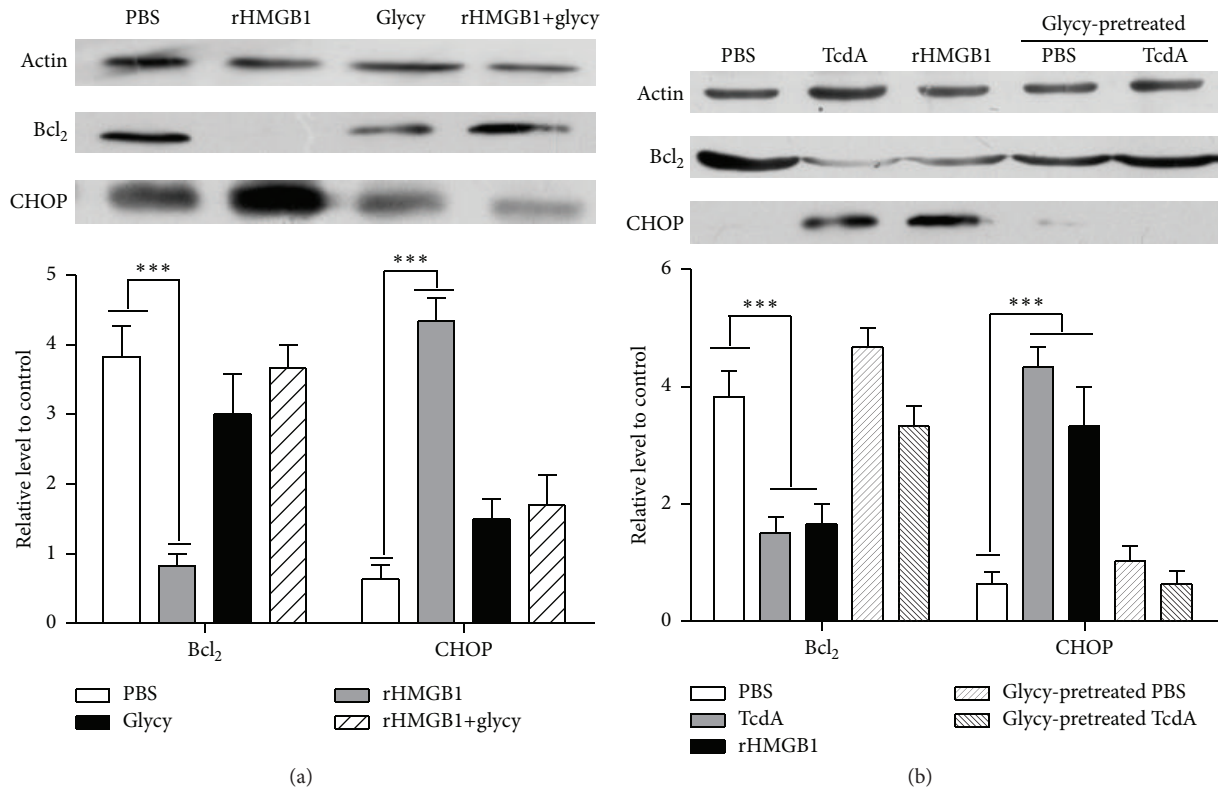 PBS rHMGB1 Glycy rHMGB1+glycy
Actin
Bcl₂
CHOP
***
***
5
4
3
2
1
0
Relative level to control
Bcl₂ CHOP
PBS rHMGB1
Glycy rHMGB1+glycy
(a)
Glycy-pretreated
PBS TcdA rHMGB1 PBS TcdA
Actin
Bcl₂
CHOP
***
***
6
4
2
0
Relative level to control
Bcl₂ CHOP
PBS Glycy-pretreated PBS
TcdA Glycy-pretreated TcdA
rHMGB1
(b)